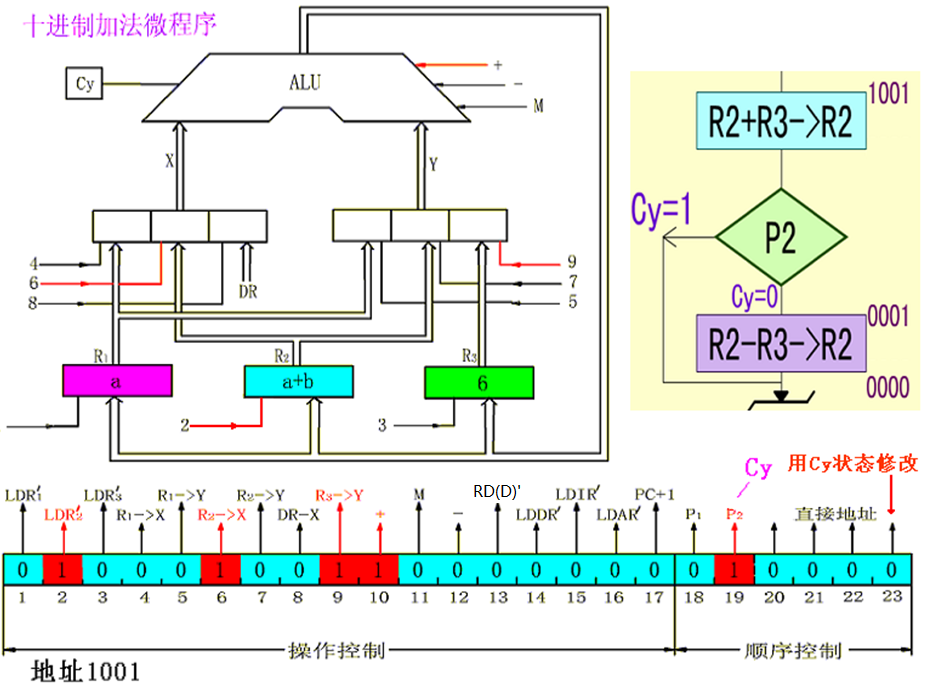 十进制加法微程序
Cy
ALU
+
-
M
X
Y
4
6
8
DR
9
7
5
R1
R2
R3
a
a+b
6
2
3
1001
R2+R3->R2
Cy=1
P2
Cy=0
0001
R2-R3->R2
0000
Cy
用Cy状态修改
LDR1′ LDR3′ R1->Y R2->Y R3->Y M RD(D)' LDIR′ PC+1
LDR2′ R1->X R2->X DR-X + - LDDR′ LDAR′ P1 P2 直接地址
0 1 0 0 0 1 0 0 1 1 0 0 0 0 0 0 0 0 1 0 0 0 0
1 2 3 4 5 6 7 8 9 10 11 12 13 14 15 16 17 18 19 20 21 22 23
操作控制 顺序控制
地址1001